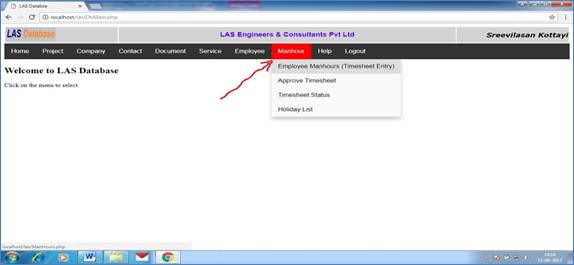 LAS Database
localhost/las/DbMain.php
LAS Database
LAS Engineers & Consultants Pvt Ltd
Sreevilasan Kottayi
Home Project Company Contact Document Service Employee Manhour Help Logout
Employee Manhours (Timesheet Entry)
Approve Timesheet
Timesheet Status
Holiday List
Welcome to LAS Database
Click on the menu to select.
localhost/las/ManHours.php